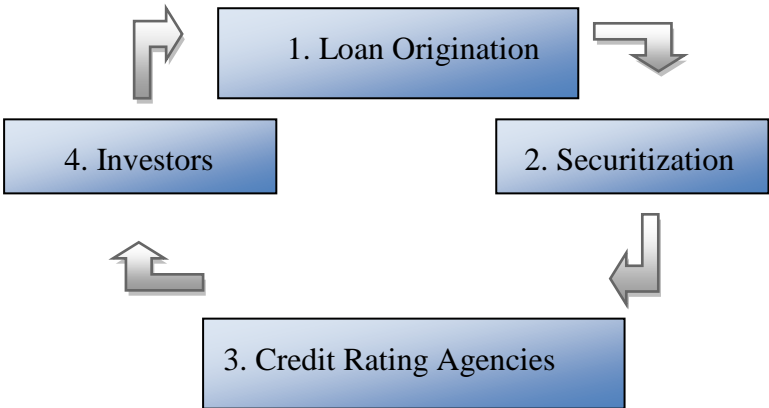 1. Loan Origination
2. Securitization
3. Credit Rating Agencies
4. Investors